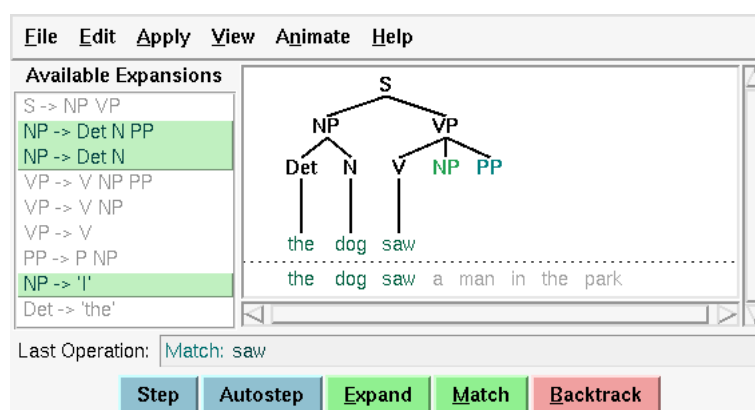 File Edit Apply View Animate Help
Available Expansions
S -> NP VP
NP -> Det N PP
NP -> Det N
VP -> V NP PP
VP -> V NP
VP -> V
PP -> P NP
NP -> 'I'
Det -> 'the'
S
NP VP
Det N V NP PP
the dog saw
the dog saw a man in the park
Last Operation: Match: saw
Step Autostep Expand Match Backtrack